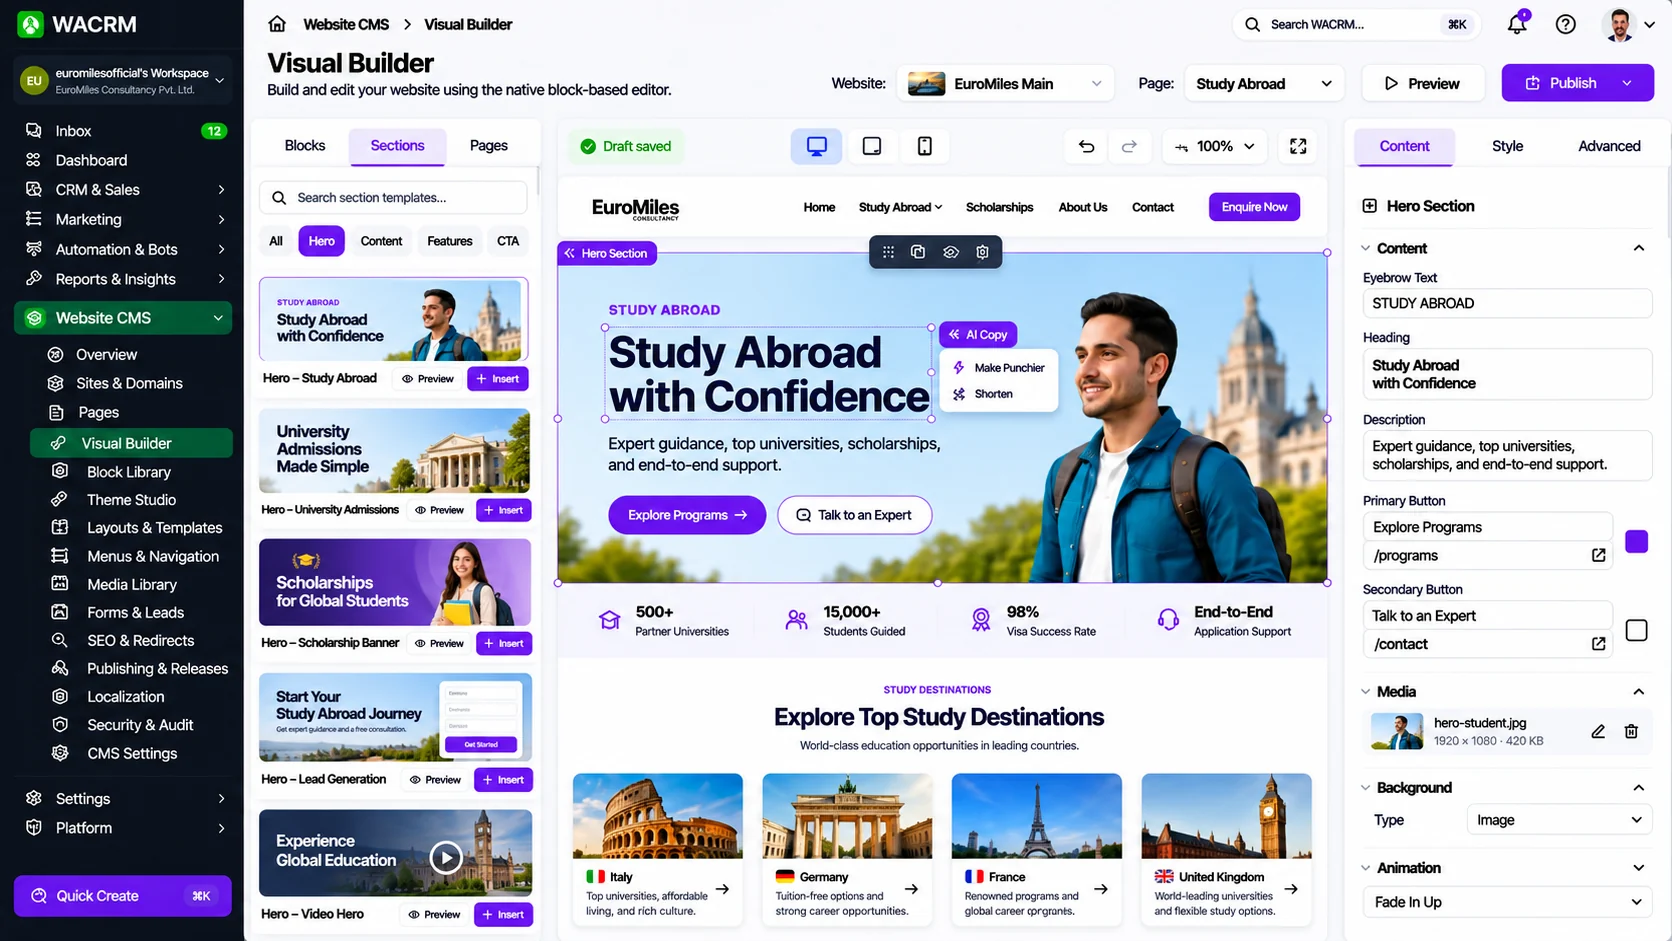 WACRM
EU
euromilesofficial's Workspace
EuroMiles Consultancy Pvt. Ltd.
Inbox
12
Dashboard
CRM & Sales
Marketing
Automation & Bots
Reports & Insights
Website CMS
Overview
Sites & Domains
Pages
Visual Builder
Block Library
Theme Studio
Layouts & Templates
Menus & Navigation
Media Library
Forms & Leads
SEO & Redirects
Publishing & Releases
Localization
Security & Audit
CMS Settings
Settings
Platform
Quick Create
⌘K
Website CMS
Visual Builder
Search WACRM...
⌘K
Visual Builder
Build and edit your website using the native block-based editor.
Website:
EuroMiles Main
Page:
Study Abroad
Preview
Publish
Blocks
Sections
Pages
Search section templates...
All
Hero
Content
Features
CTA
STUDY ABROAD
Study Abroad
with Confidence
Hero – Study Abroad
Preview
Insert
University
Admissions
Made Simple
Hero – University Admissions
Preview
Insert
Scholarships
for Global Students
Hero – Scholarship Banner
Preview
Insert
Start Your
Study Abroad Journey
Get expert guidance and a free consultation.
Get Started
Hero – Lead Generation
Preview
Insert
Experience
Global Education
Hero – Video Hero
Preview
Insert
Draft saved
100%
EuroMiles
CONSULTANCY
Home
Study Abroad
Scholarships
About Us
Contact
Enquire Now
Hero Section
STUDY ABROAD
Study Abroad
with Confidence
AI Copy
Make Punchier
Shorten
Expert guidance, top universities, scholarships,
and end-to-end support.
Explore Programs
Talk to an Expert
500+
Partner Universities
15,000+
Students Guided
98%
Visa Success Rate
End-to-End
Application Support
STUDY DESTINATIONS
Explore Top Study Destinations
World-class education opportunities in leading countries.
Italy
Top universities, affordable
living, and rich culture.
Germany
Tuition-free options and
strong career opportunities.
France
Renowned programs and
global career
United Kingdom
World-leading universities
and flexible study options.
Content
Style
Advanced
Hero Section
Content
Eyebrow Text
STUDY ABROAD
Heading
Study Abroad
with Confidence
Description
Expert guidance, top universities,
scholarships, and end-to-end support.
Primary Button
Explore Programs
/programs
Secondary Button
Talk to an Expert
/contact
Media
hero-student.jpg
1920 × 1080 · 420 KB
Background
Type
Image
Animation
Fade In Up